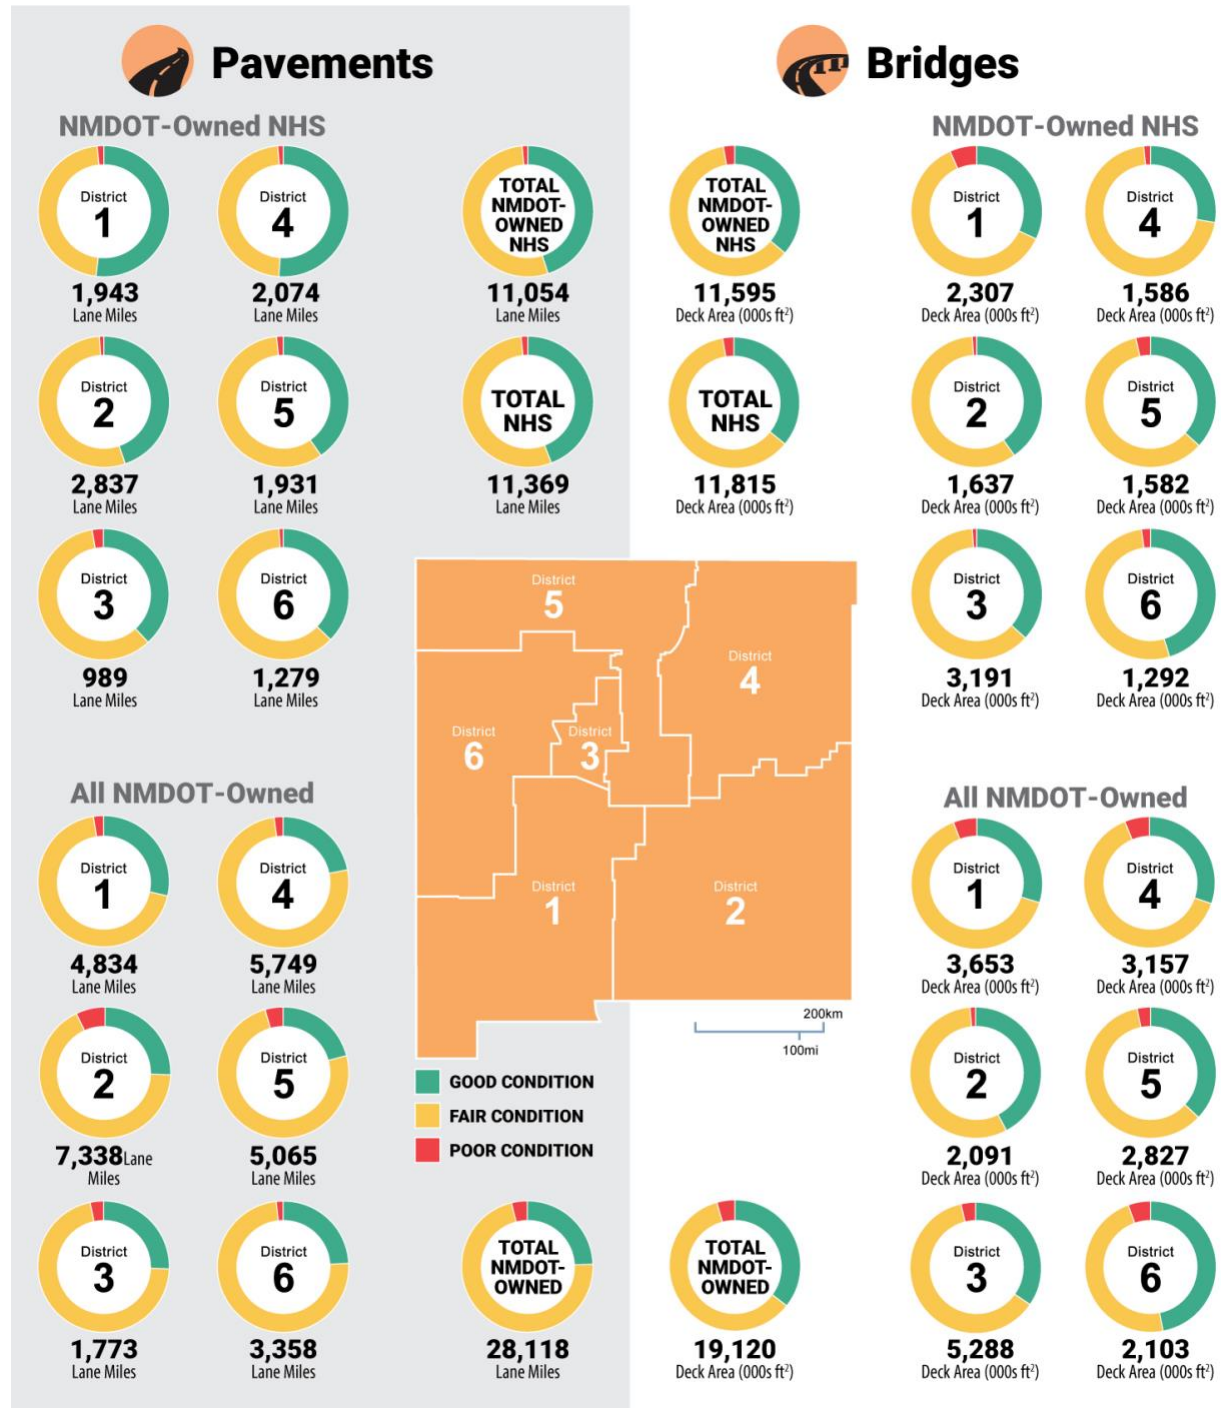 Pavements
NMDOT-Owned NHS
District
1
1,943
Lane Miles
District
4
2,074
Lane Miles
TOTAL
NMDOT-
OWNED
NHS
11,054
Lane Miles
District
2
2,837
Lane Miles
District
5
1,931
Lane Miles
TOTAL
NHS
11,369
Lane Miles
District
3
989
Lane Miles
District
6
1,279
Lane Miles
All NMDOT-Owned
District
1
4,834
Lane Miles
District
4
5,749
Lane Miles
District
2
7,338 Lane
Miles
District
5
5,065
Lane Miles
District
3
1,773
Lane Miles
District
6
3,358
Lane Miles
TOTAL
NMDOT-
OWNED
28,118
Lane Miles
District
5
District
4
District
6
District
3
District
1
District
2
200km
100mi
GOOD CONDITION
FAIR CONDITION
POOR CONDITION
Bridges
NMDOT-Owned NHS
TOTAL
NMDOT-
OWNED
NHS
11,595
Deck Area (000s ft²)
District
1
2,307
Deck Area (000s ft²)
District
4
1,586
Deck Area (000s ft²)
TOTAL
NHS
11,815
Deck Area (000s ft²)
District
2
1,637
Deck Area (000s ft²)
District
5
1,582
Deck Area (000s ft²)
District
3
3,191
Deck Area (000s ft²)
District
6
1,292
Deck Area (000s ft²)
All NMDOT-Owned
District
1
3,653
Deck Area (000s ft²)
District
4
3,157
Deck Area (000s ft²)
District
2
2,091
Deck Area (000s ft²)
District
5
2,827
Deck Area (000s ft²)
TOTAL
NMDOT-
OWNED
19,120
Deck Area (000s ft²)
District
3
5,288
Deck Area (000s ft²)
District
6
2,103
Deck Area (000s ft²)